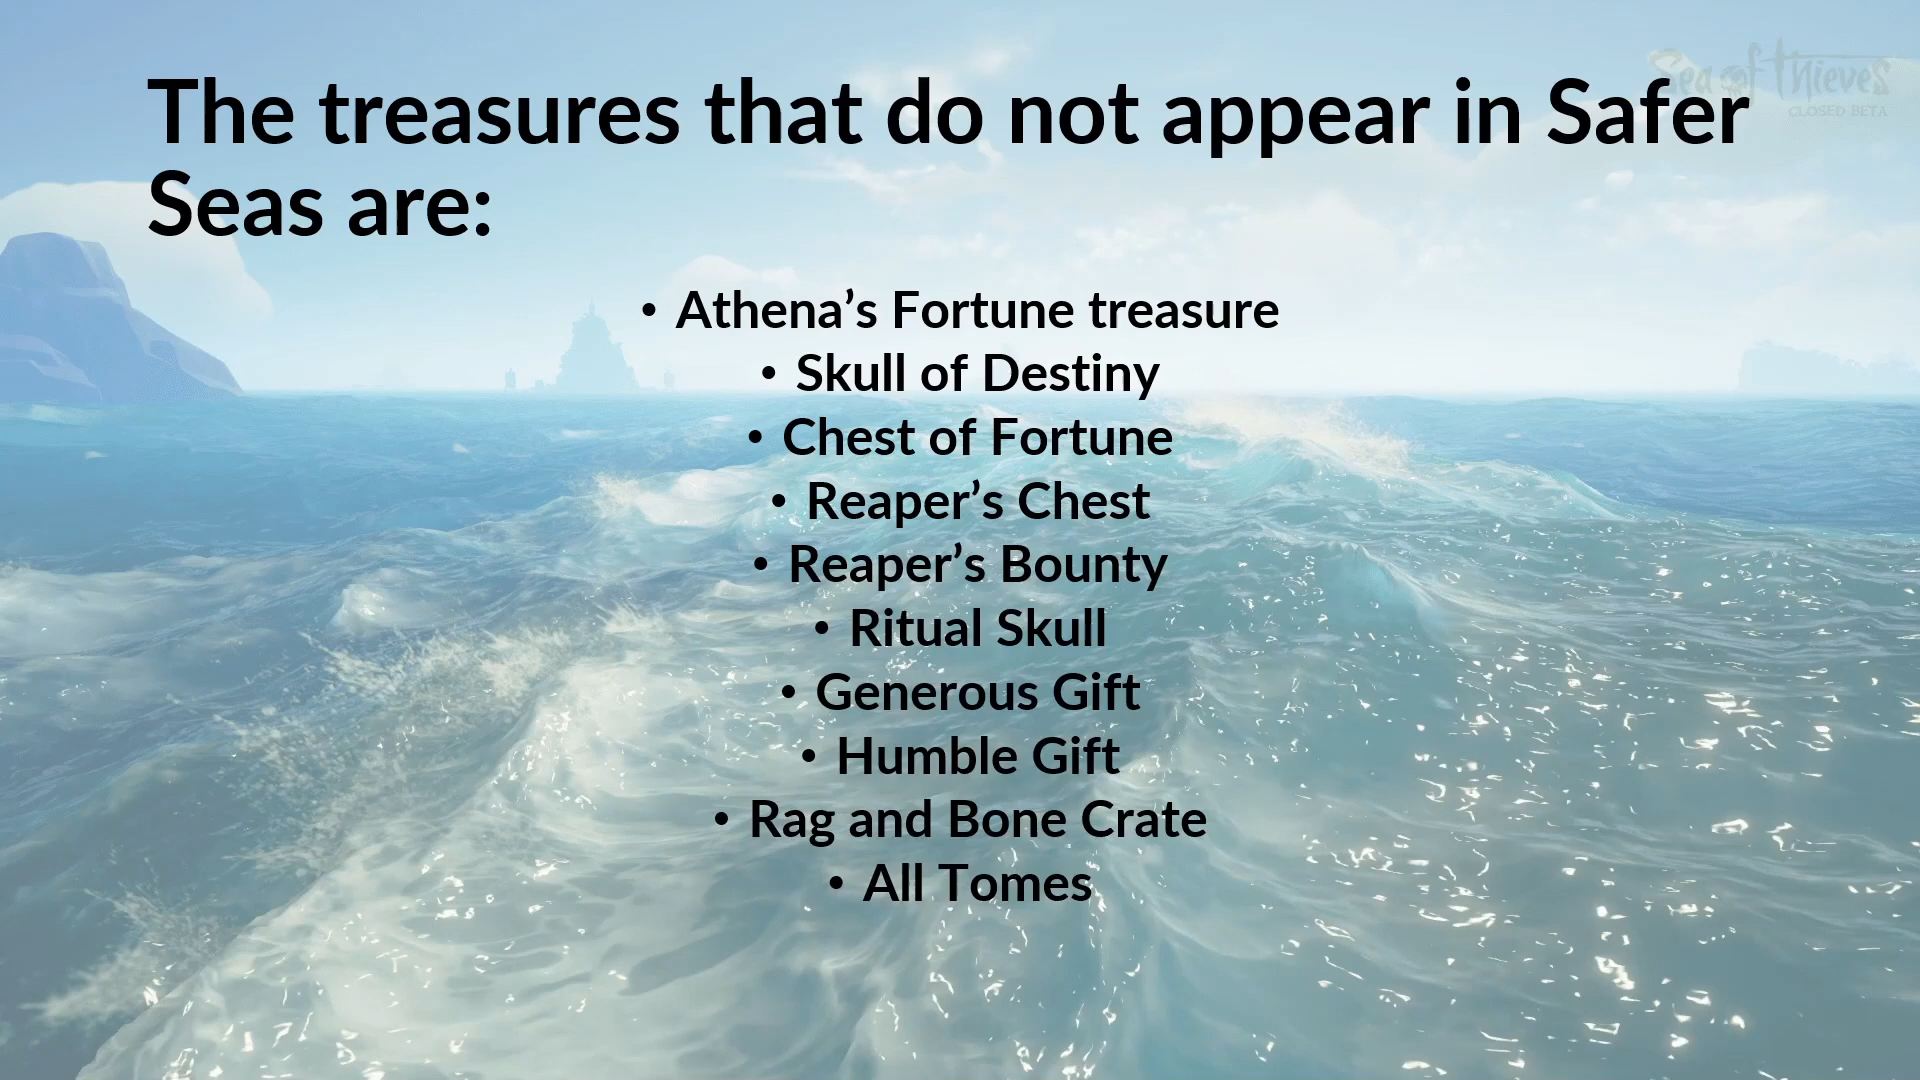 Sea of Thieves
CLOSED BETA
The treasures that do not appear in Safer
Seas are:
• Athena’s Fortune treasure
• Skull of Destiny
• Chest of Fortune
• Reaper’s Chest
• Reaper’s Bounty
• Ritual Skull
• Generous Gift
• Humble Gift
• Rag and Bone Crate
• All Tomes